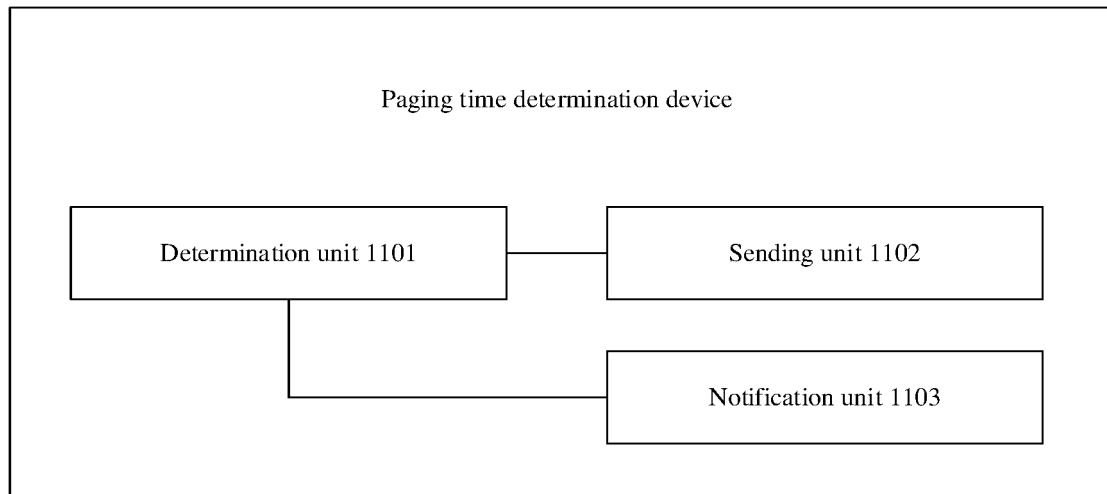 Paging time determination device
Determination unit 1101
Sending unit 1102
Notification unit 1103